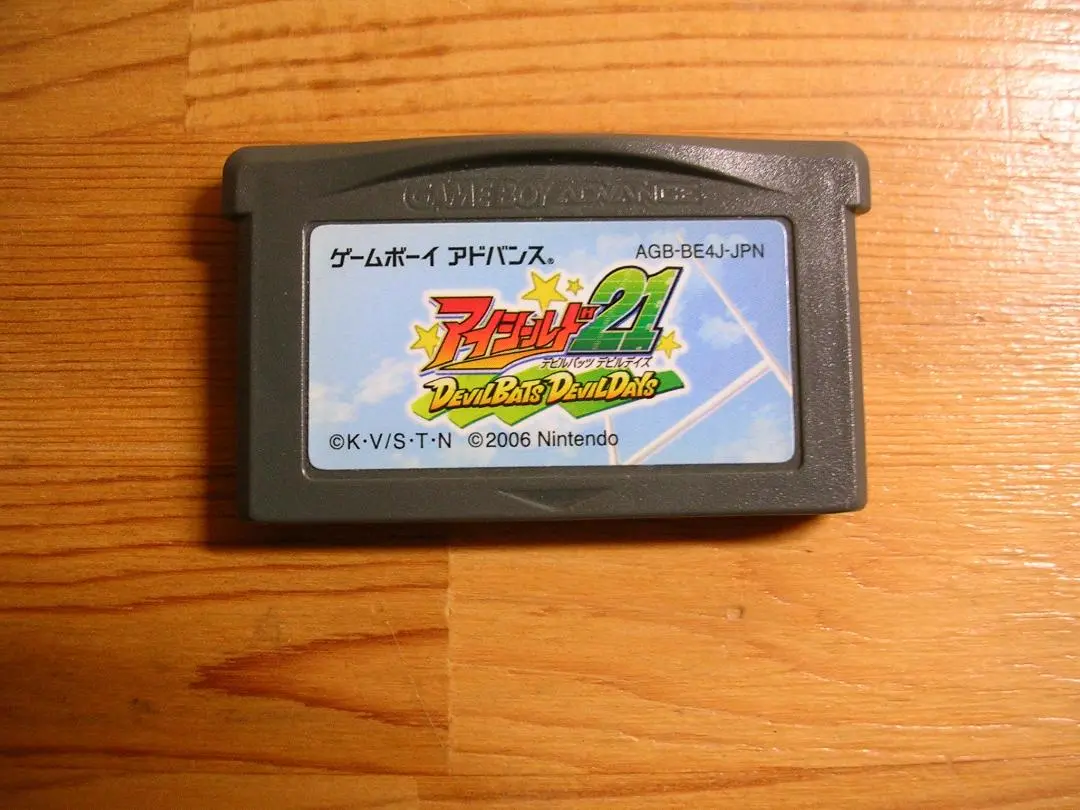 GAME BOY ADVANCE
ゲームボーイ アドバンス®
AGB-BE4J-JPN
アイシールド21
デビルバッツ デビルデイズ
DEVILBATS DEVILDAYS
©K·V/S·T·N ©2006 Nintendo